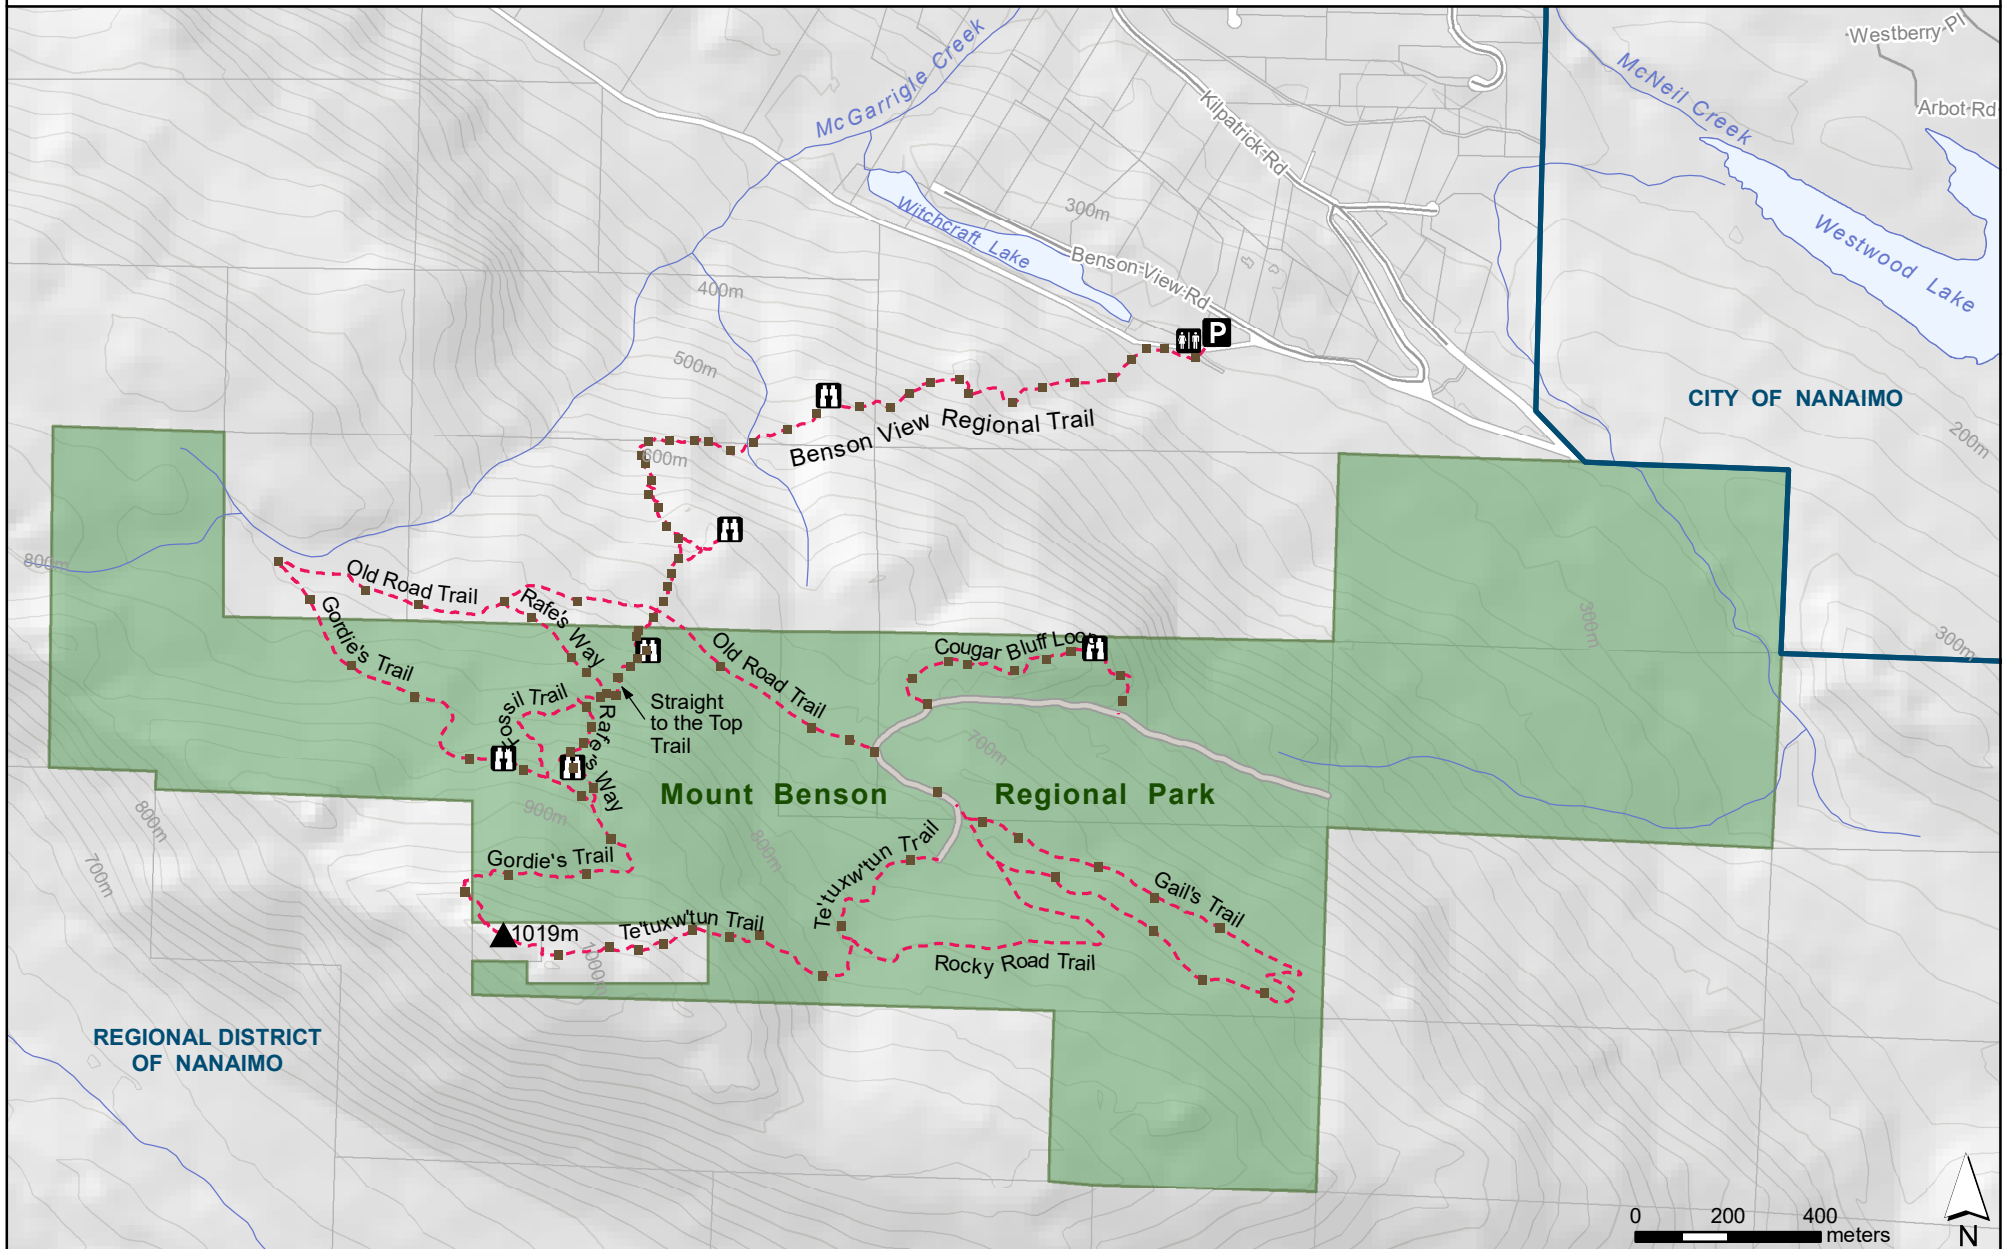 Westberry Pl
McGarrigle Creek
McNeil Creek
Arbot Rd
Kilpatrick Rd
300m
Witchcraft Lake
Westwood Lake
Benson View Rd
400m
P
500m
CITY OF NANAIMO
Benson View Regional Trail
200m
600m
800m
Old Road Trail
Rafe's Way
Gordie's Trail
300m
300m
Cougar Bluff Loop
Old Road Trail
Fossil Trail
Straight
to the Top
Trail
Rafe's Way
700m
Mount Benson Regional Park
900m
800m
800m
700m
Te'tuxw'tun Trail
Gordie's Trail
Gail's Trail
1019m
Te'tuxw'tun Trail
1000m
Rocky Road Trail
REGIONAL DISTRICT
OF NANAIMO
0 200 400
meters
N